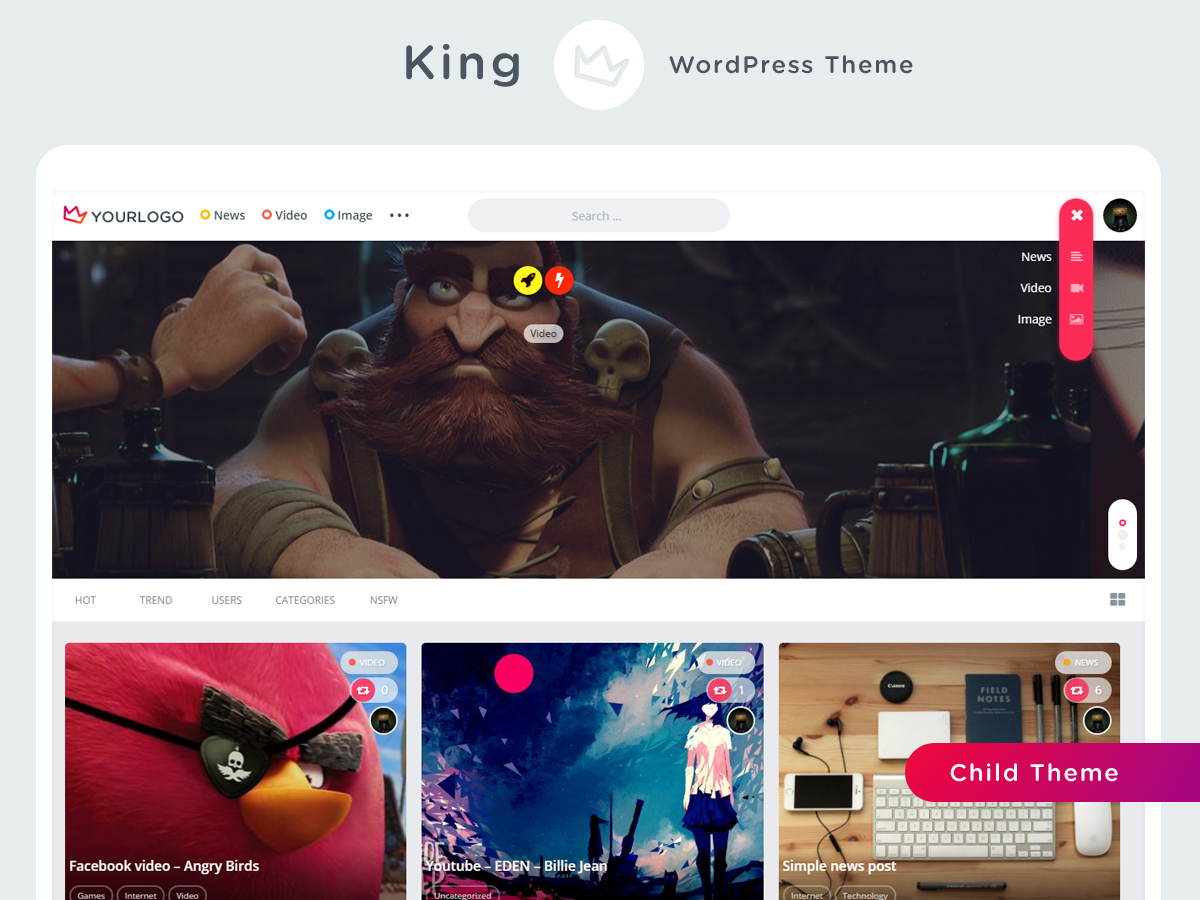 King
WordPress Theme
YOURLOGO
News
Video
Image
Search ...
News
Video
Image
Video
HOT
TREND
USERS
CATEGORIES
NSFW
VIDEO
0
VIDEO
1
NEWS
6
Canon
FIELD
NOTES
Child Theme
Facebook video – Angry Birds
Youtube – EDEN – Billie Jean
Simple news post
Games
Internet
Video
Uncategorized
Internet
Technology